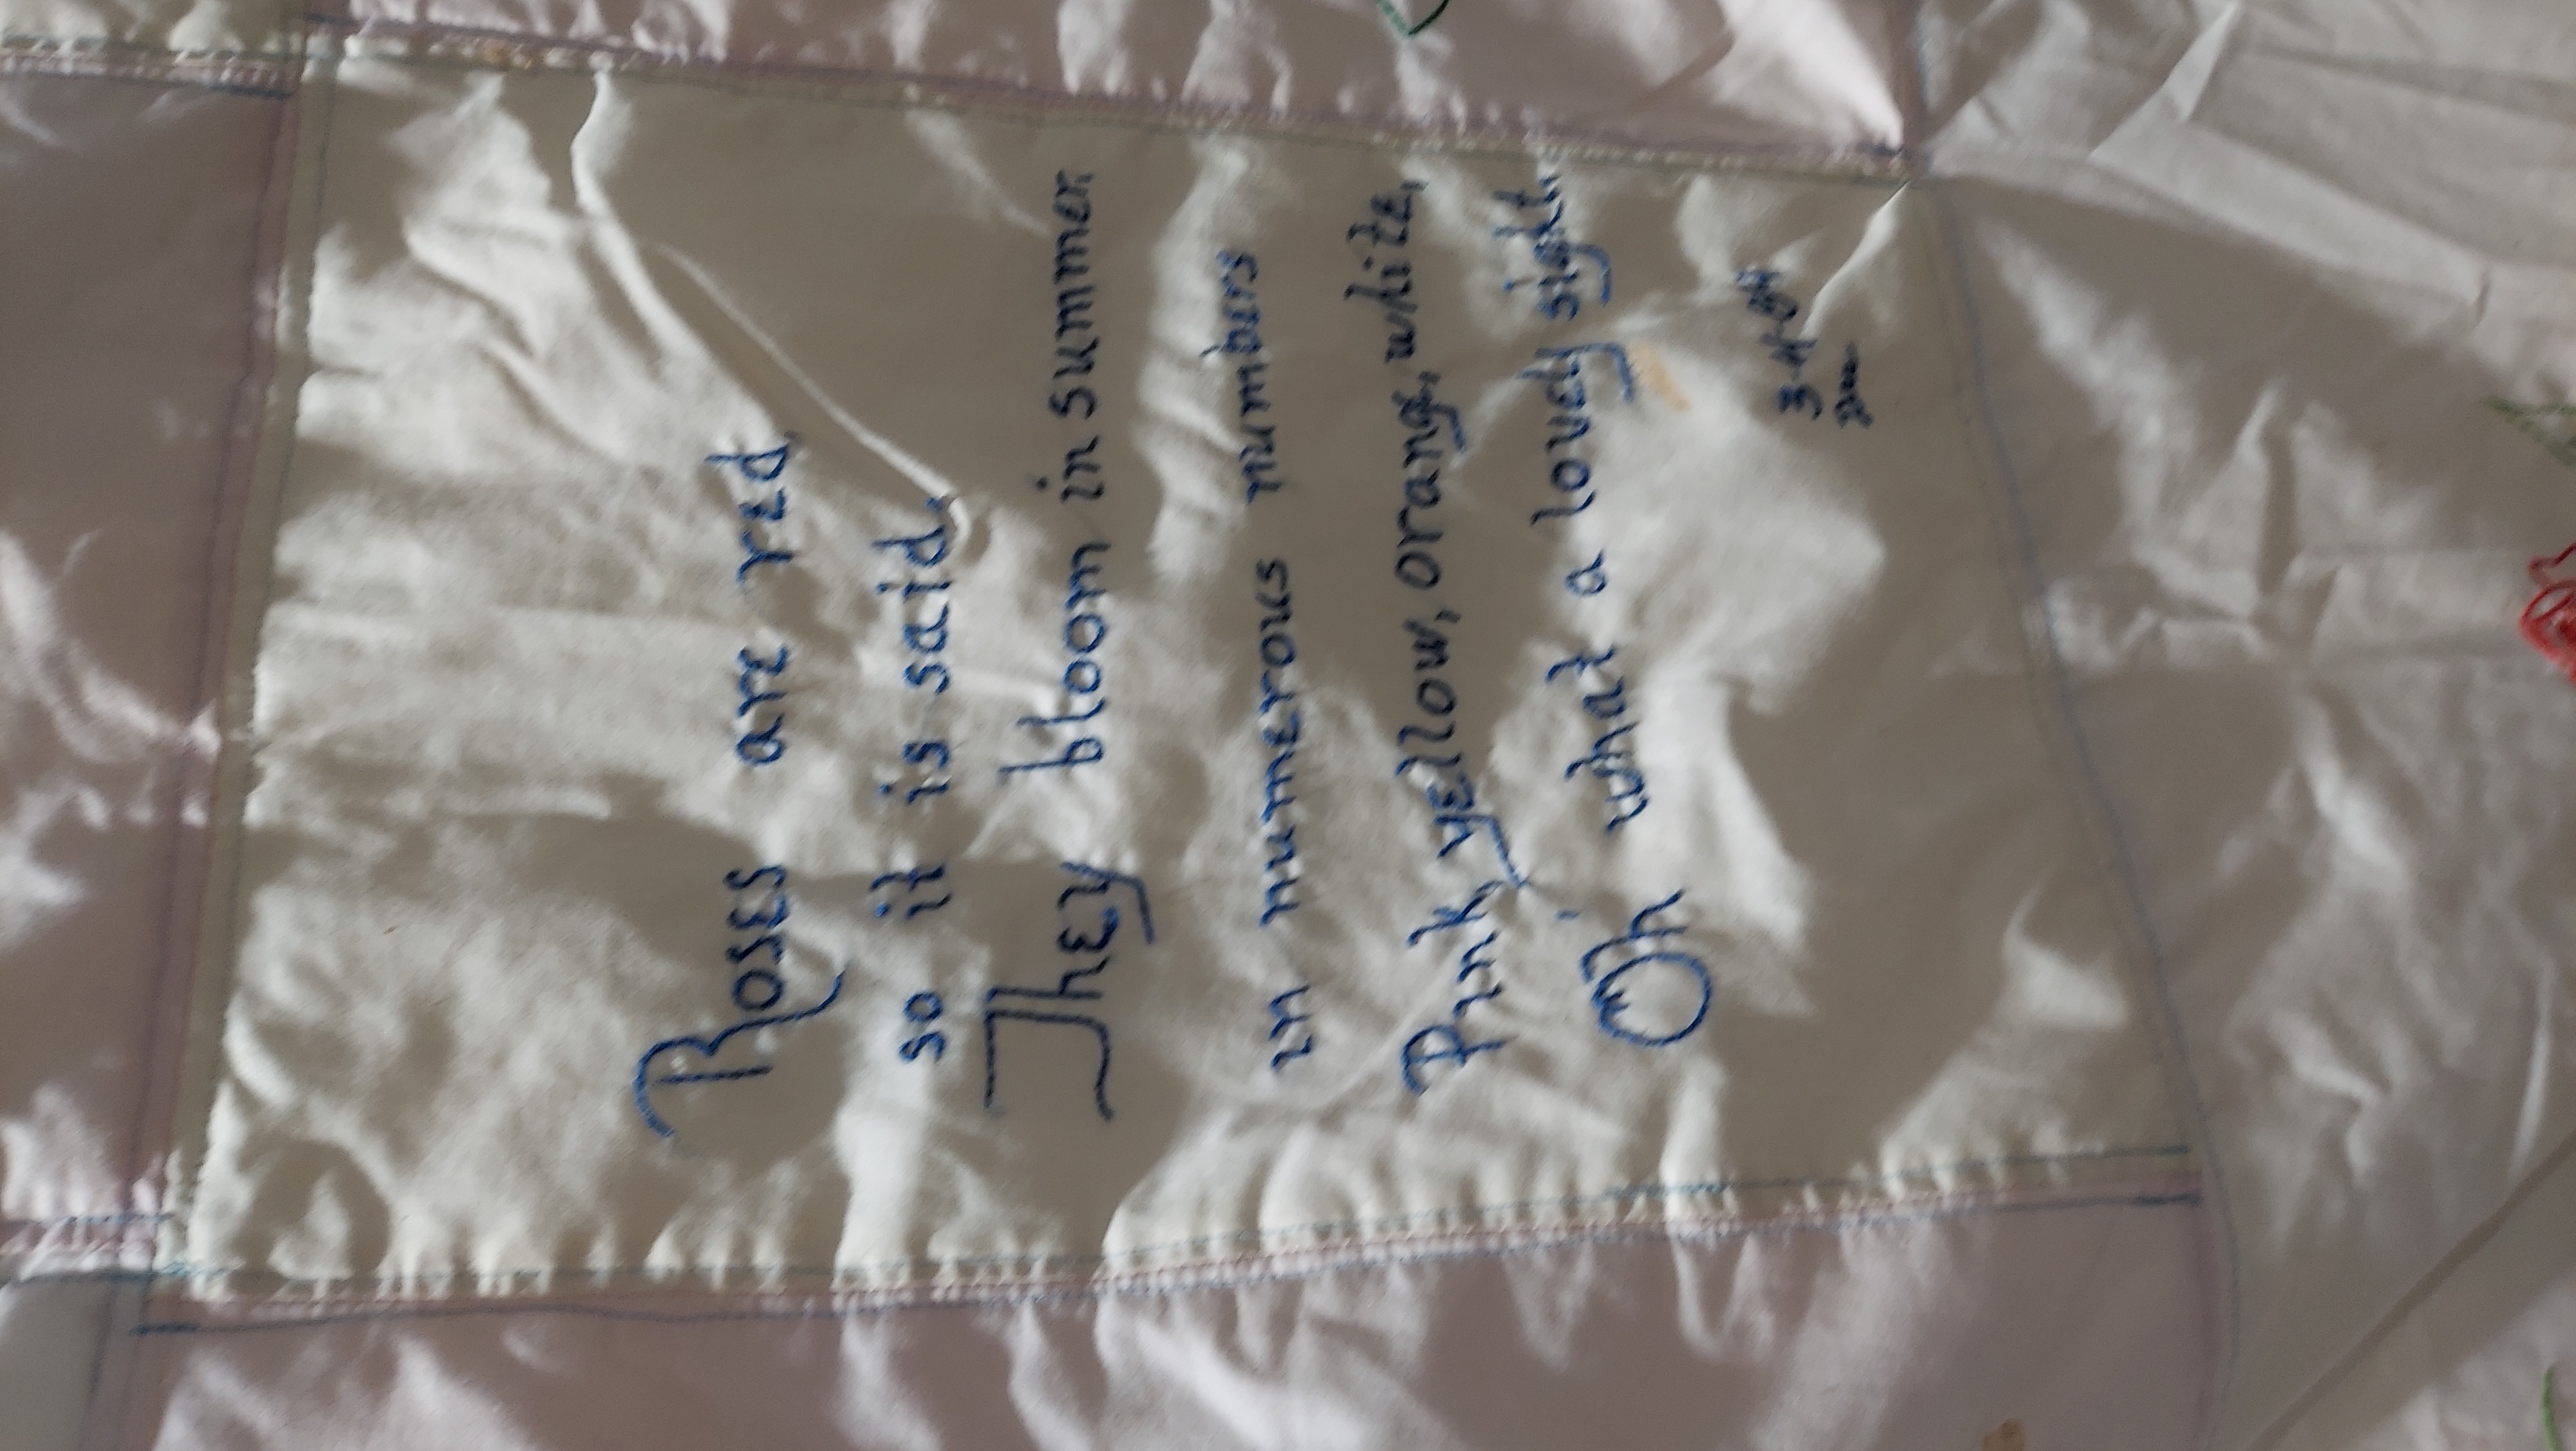 Roses are red,
so it is said.
They bloom in summer
in numerous numbers
Pink, yellow, orang, white,
Oh what a lovely sight.